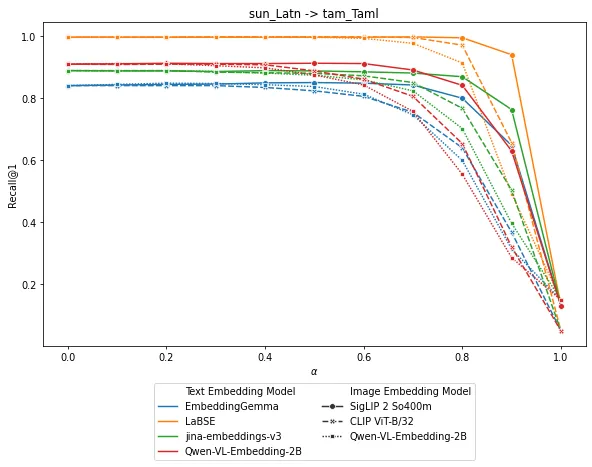 sun_Latn -> tam_Taml
Recall@1
1.0
0.8
0.6
0.4
0.2
0.0 0.2 0.4 0.6 0.8 1.0
α
Text Embedding Model Image Embedding Model
EmbeddingGemma SigLIP 2 So400m
LaBSE CLIP ViT-B/32
jina-embeddings-v3 Qwen-VL-Embedding-2B
Qwen-VL-Embedding-2B